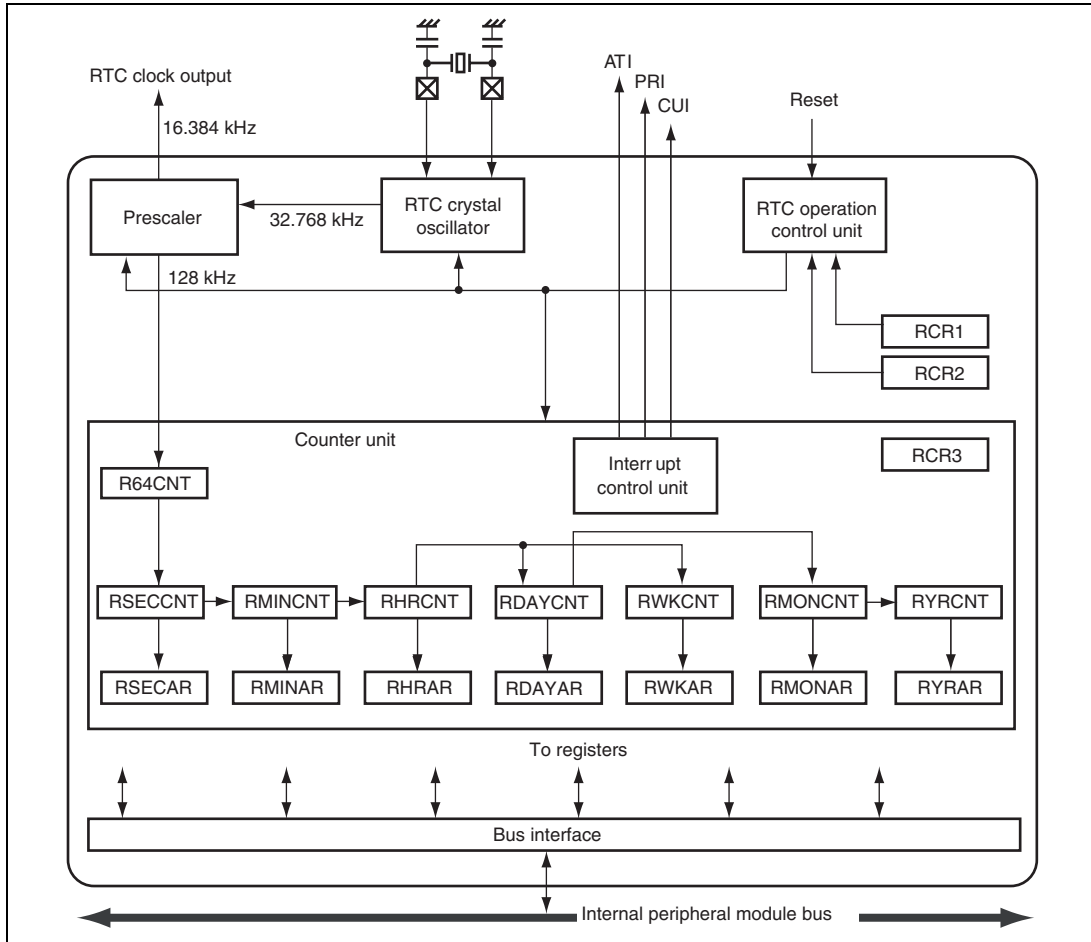 RTC clock output
16.384 kHz
ATI
PRI
CUI
Reset
Prescaler
32.768 kHz
RTC crystal
oscillator
RTC operation
control unit
128 kHz
RCR1
RCR2
Counter unit
RCR3
Interr upt
control unit
R64CNT
RSECCNT
RMINCNT
RHRCNT
RDAYCNT
RWKCNT
RMONCNT
RYRCNT
RSECAR
RMINAR
RHRAR
RDAYAR
RWKAR
RMONAR
RYRAR
To registers
Bus interface
Internal peripheral module bus